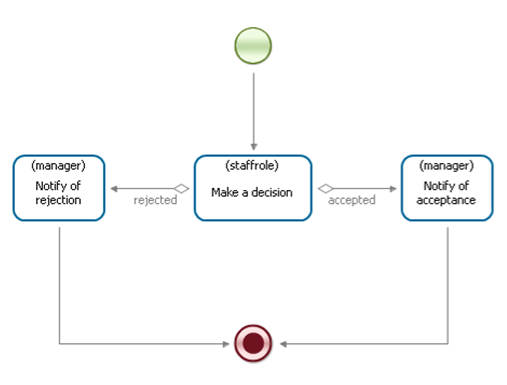 (manager)
Notify of
rejection
rejected
(staffrole)
Make a decision
accepted
(manager)
Notify of
acceptance